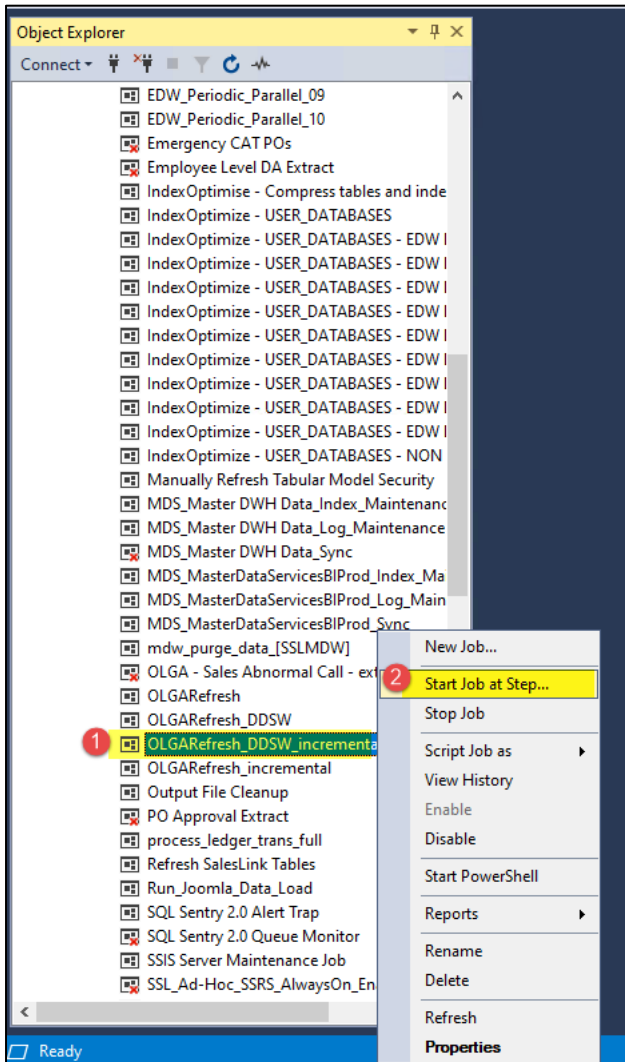 Object Explorer
Connect
EDW_Periodic_Parallel_09
EDW_Periodic_Parallel_10
Emergency CAT POs
Employee Level DA Extract
IndexOptimise - Compress tables and inde
IndexOptimize - USER_DATABASES
IndexOptimize - USER_DATABASES - EDW I
IndexOptimize - USER_DATABASES - EDW I
IndexOptimize - USER_DATABASES - EDW I
IndexOptimize - USER_DATABASES - EDW I
IndexOptimize - USER_DATABASES - EDW I
IndexOptimize - USER_DATABASES - EDW I
IndexOptimize - USER_DATABASES - EDW I
IndexOptimize - USER_DATABASES - EDW I
IndexOptimize - USER_DATABASES - EDW I
IndexOptimize - USER_DATABASES - NON
Manually Refresh Tabular Model Security
MDS_Master DWH Data_Index_Maintenanc
MDS_Master DWH Data_Log_Maintenance
MDS_Master DWH Data_Sync
MDS_MasterDataServicesBIProd_Index_Ma
MDS_MasterDataServicesBIProd_Log_Main
MDS_MasterDataServicesBIProd_Sync
mdw_purge_data_[SSLMDW]
OLGA - Sales Abnormal Call - ext
OLGARefresh
OLGARefresh_DDSW
1 OLGARefresh_DDSW_incrementa
OLGARefresh_incremental
Output File Cleanup
PO Approval Extract
process_ledger_trans_full
Refresh SalesLink Tables
Run_Joomla_Data_Load
SQL Sentry 2.0 Alert Trap
SQL Sentry 2.0 Queue Monitor
SSIS Server Maintenance Job
SSL_Ad-Hoc_SSRS_AlwaysOn_En
New Job...
2 Start Job at Step...
Stop Job
Script Job as
View History
Enable
Disable
Start PowerShell
Reports
Rename
Delete
Refresh
Properties
Ready